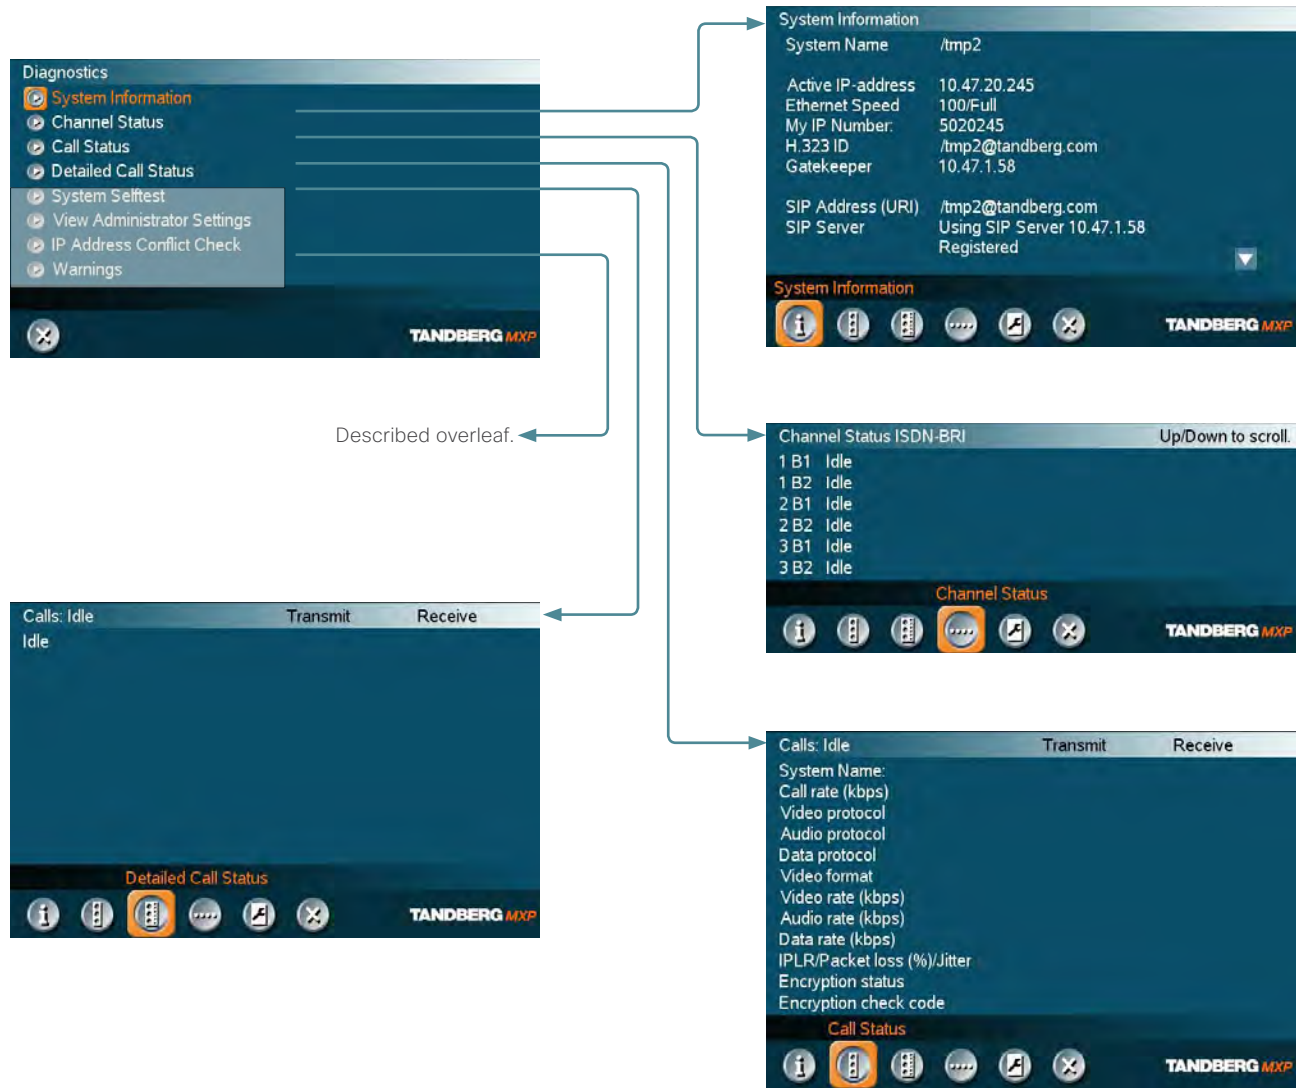 Diagnostics
System Information
Channel Status
Call Status
Detailed Call Status
System Selftest
View Administrator Settings
IP Address Conflict Check
Warnings
TANDBERG MXP
System Information
System Name /tmp2
Active IP-address 10.47.20.245
Ethernet Speed 100/Full
My IP Number: 5020245
H.323 ID /tmp2@tandberg.com
Gatekeeper 10.47.1.58
SIP Address (URI) /tmp2@tandberg.com
SIP Server Using SIP Server 10.47.1.58
Registered
System Information
TANDBERG MXP
Described overleaf.
Channel Status ISDN-BRI Up/Down to scroll.
1 B1 Idle
1 B2 Idle
2 B1 Idle
2 B2 Idle
3 B1 Idle
3 B2 Idle
Channel Status
TANDBERG MXP
Calls: Idle Transmit Receive
Idle
Detailed Call Status
TANDBERG MXP
Calls: Idle Transmit Receive
System Name:
Call rate (kbps)
Video protocol
Audio protocol
Data protocol
Video format
Video rate (kbps)
Audio rate (kbps)
Data rate (kbps)
IPLR/Packet loss (%)/Jitter
Encryption status
Encryption check code
Call Status
TANDBERG MXP